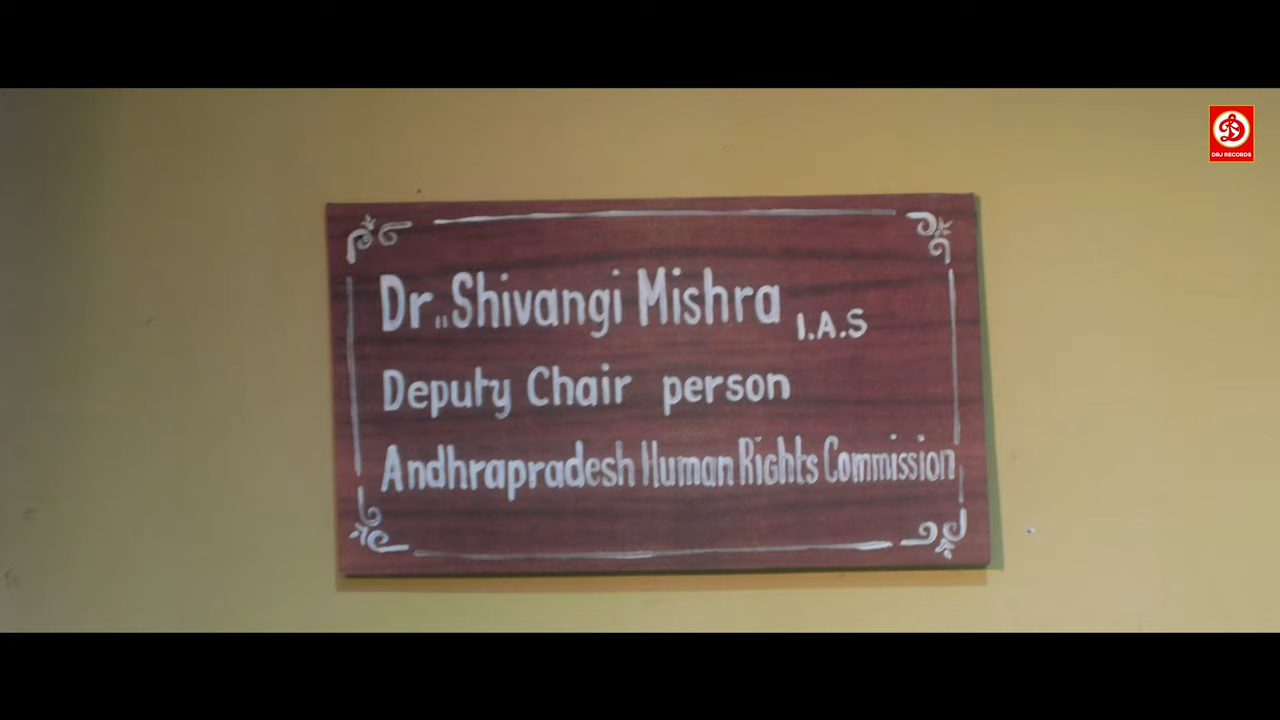 DRJ RECORDS
Dr..Shivangi Mishra I.A.S
Deputy Chair person
Andhrapradesh Human Rights Commission